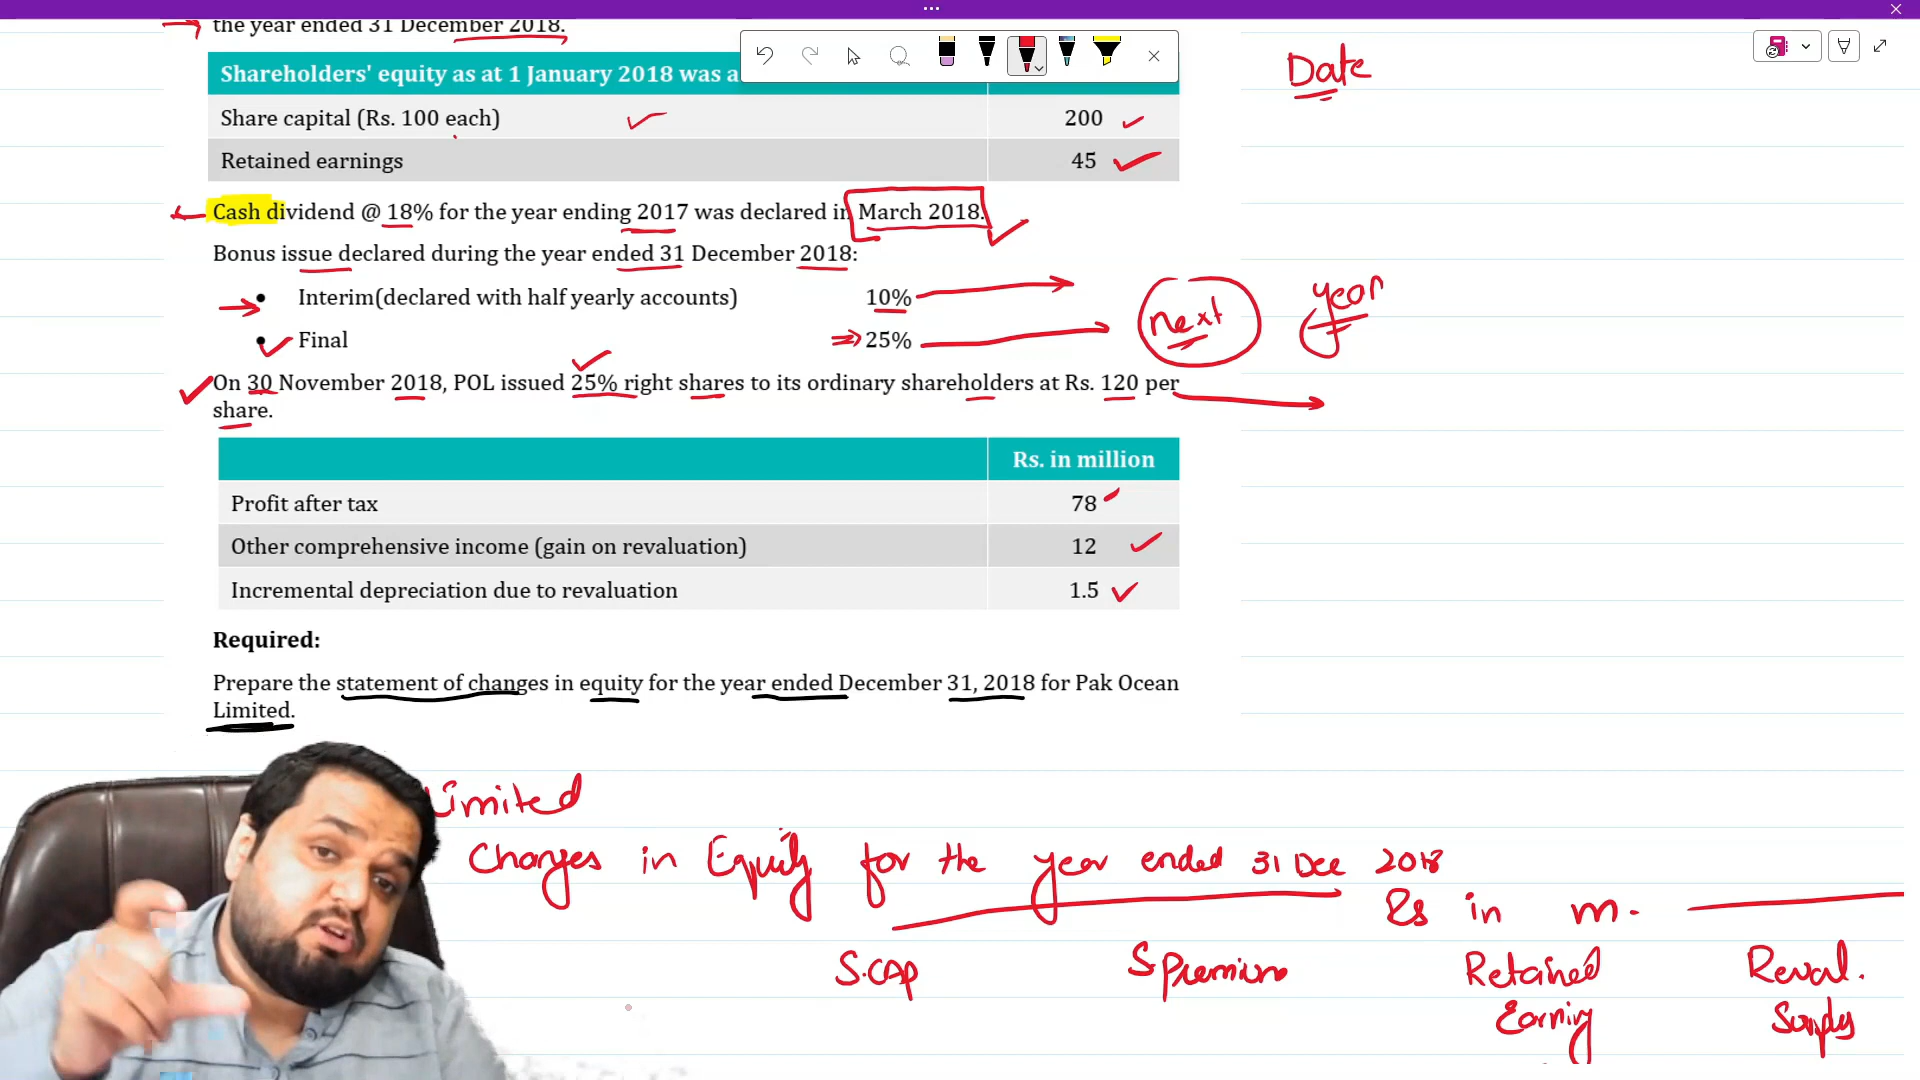 the year ended 31 December 2018.
Shareholders' equity as at 1 January 2018 was a
Date
Share capital (Rs. 100 each) 200
Retained earnings 45
Cash dividend @ 18% for the year ending 2017 was declared in March 2018.
Bonus issue declared during the year ended 31 December 2018:
• Interim(declared with half yearly accounts) 10%
next year
• Final 25%
On 30 November 2018, POL issued 25% right shares to its ordinary shareholders at Rs. 120 per
share.
Rs. in million
Profit after tax 78
Other comprehensive income (gain on revaluation) 12
Incremental depreciation due to revaluation 1.5
Required:
Prepare the statement of changes in equity for the year ended December 31, 2018 for Pak Ocean
Limited.
Limited
Changes in Equity for the year ended 31 Dec 2018
Rs in m.
S.CAP S.Premium Retained Reval.
Earning